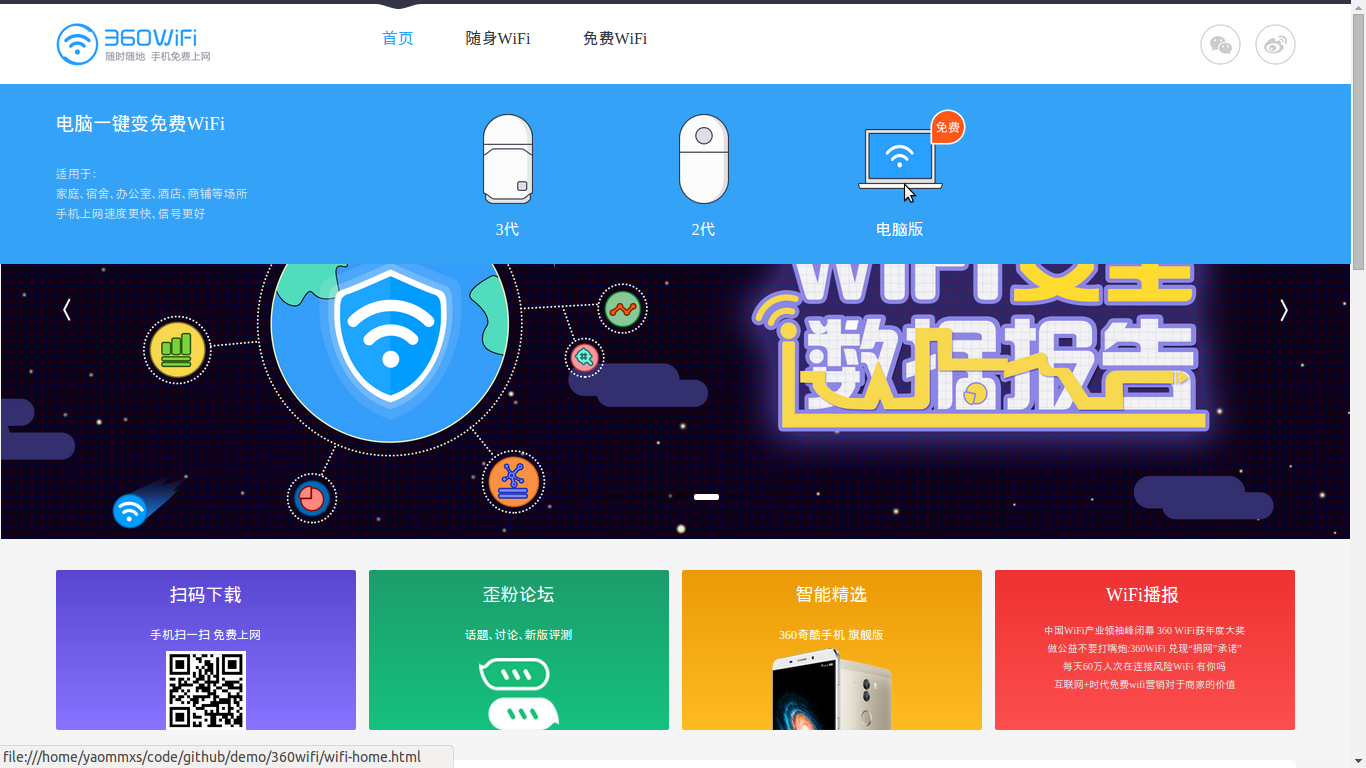 360WiFi
随时随地 手机免费上网
首页 随身WiFi 免费WiFi
电脑一键变免费WiFi
适用于：
家庭、宿舍、办公室、酒店、商铺等场所
手机上网速度更快、信号更好
3代
2代
免费
电脑版
WiFi安全
数据报告
扫码下载
手机扫一扫 免费上网
歪粉论坛
话题、讨论、新版评测
智能精选
360奇酷手机 旗舰版
WiFi播报
中国WiFi产业领袖峰闭幕 360 WiFi获年度大奖
做公益不要打嘴炮:360WiFi 兑现“捐网”承诺”
每天60万人次在连接风险WiFi 有你吗
互联网+时代免费wifi营销对于商家的价值
file:///home/yaommxs/code/github/demo/360wifi/wifi-home.html